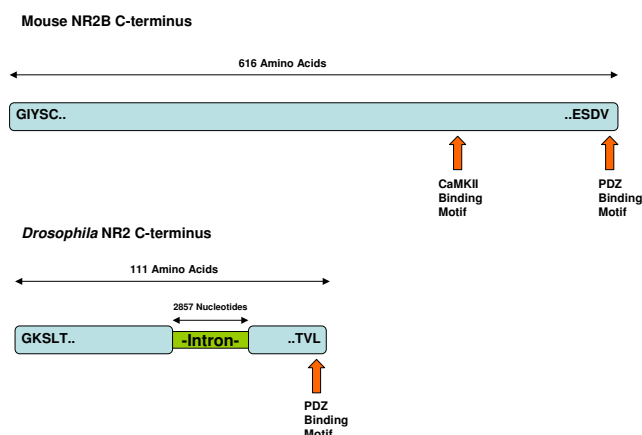 Mouse NR2B C-terminus
616 Amino Acids
GIYSC.. ..ESDV
CaMKII
Binding
Motif
PDZ
Binding
Motif
Drosophila NR2 C-terminus
111 Amino Acids
2857 Nucleotides
GKSLT.. -Intron- ..TVL
PDZ
Binding
Motif